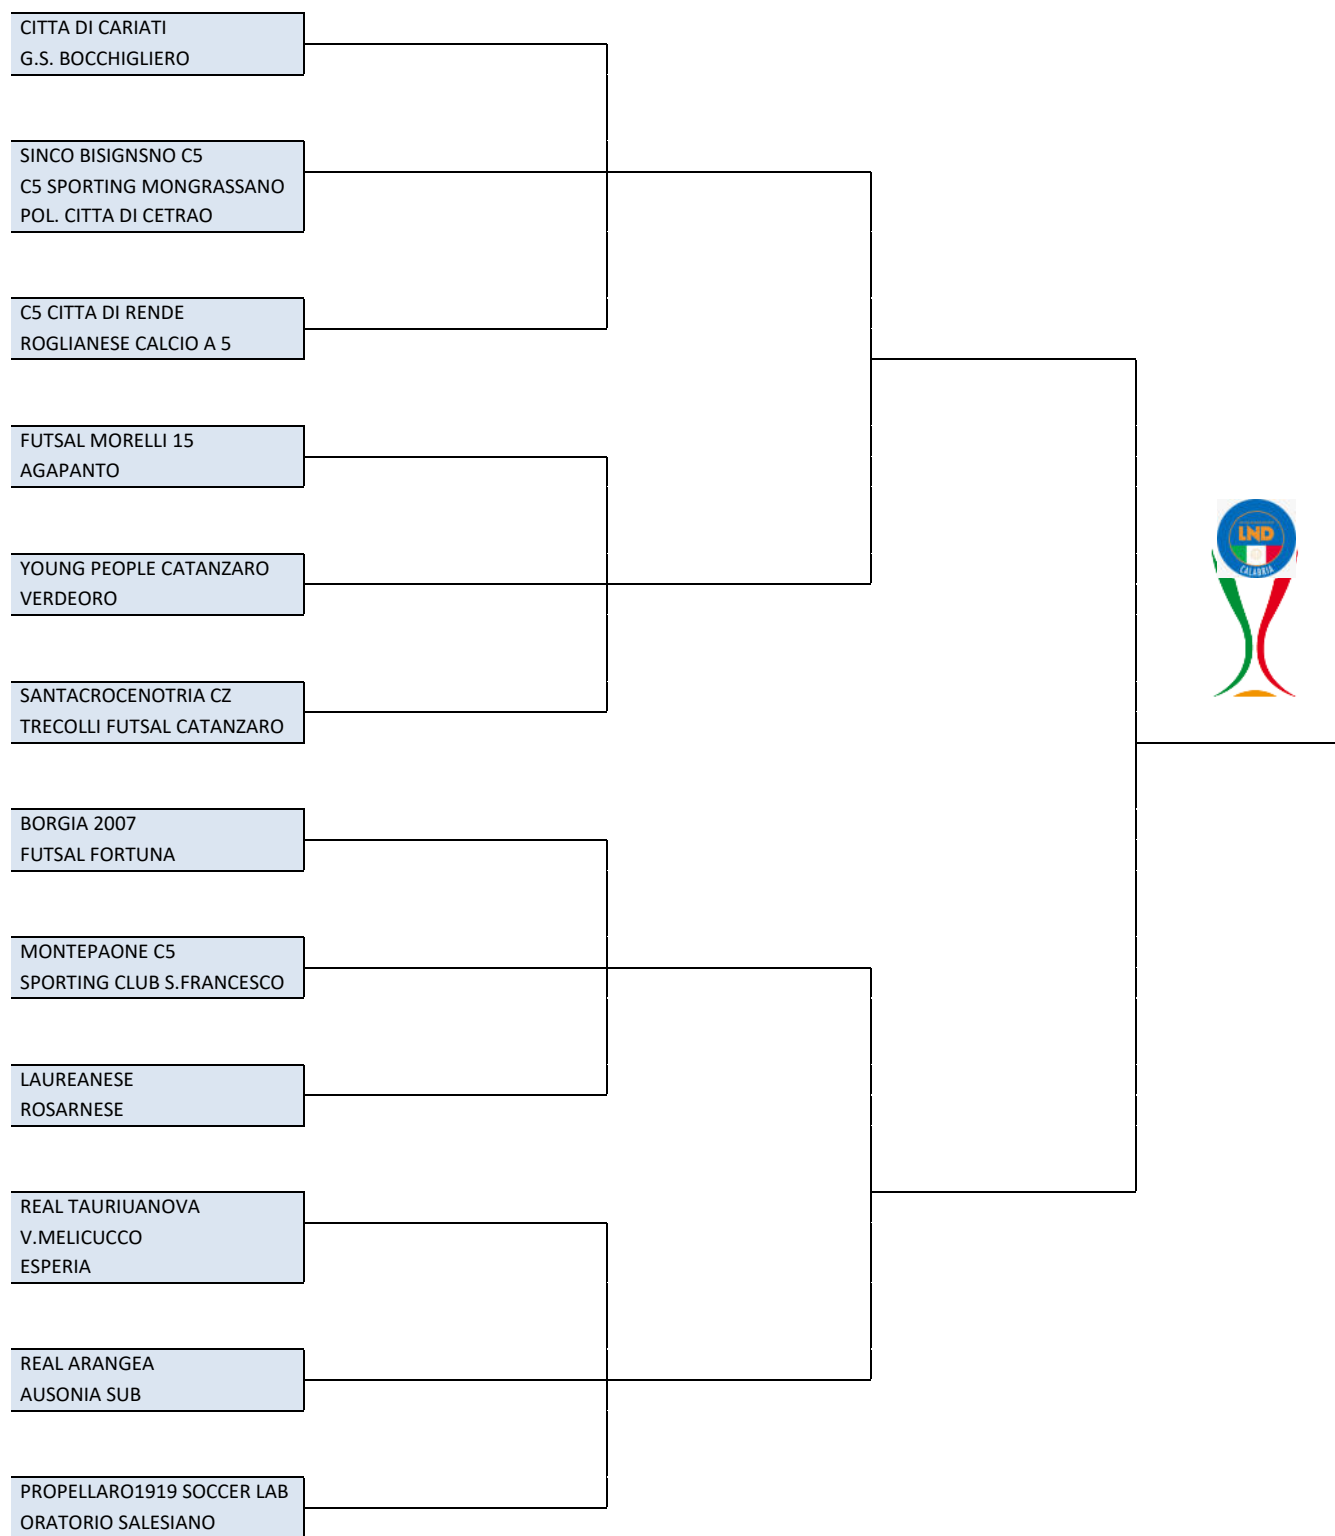 CITTA DI CARIATI
G.S. BOCCHIGLIERO
SINCO BISIGNSNO C5
C5 SPORTING MONGRASSANO
POL. CITTA DI CETRAO
C5 CITTA DI RENDE
ROGLIANESE CALCIO A 5
FUTSAL MORELLI 15
AGAPANTO
LND
CALABRIA
YOUNG PEOPLE CATANZARO
VERDEORO
SANTACROCENOTRIA CZ
TRECOLLI FUTSAL CATANZARO
BORGIA 2007
FUTSAL FORTUNA
MONTEPAONE C5
SPORTING CLUB S.FRANCESCO
LAUREANESE
ROSARNESE
REAL TAURIUANOVA
V.MELICUCCO
ESPERIA
REAL ARANGEA
AUSONIA SUB
PROPELLARO1919 SOCCER LAB
ORATORIO SALESIANO